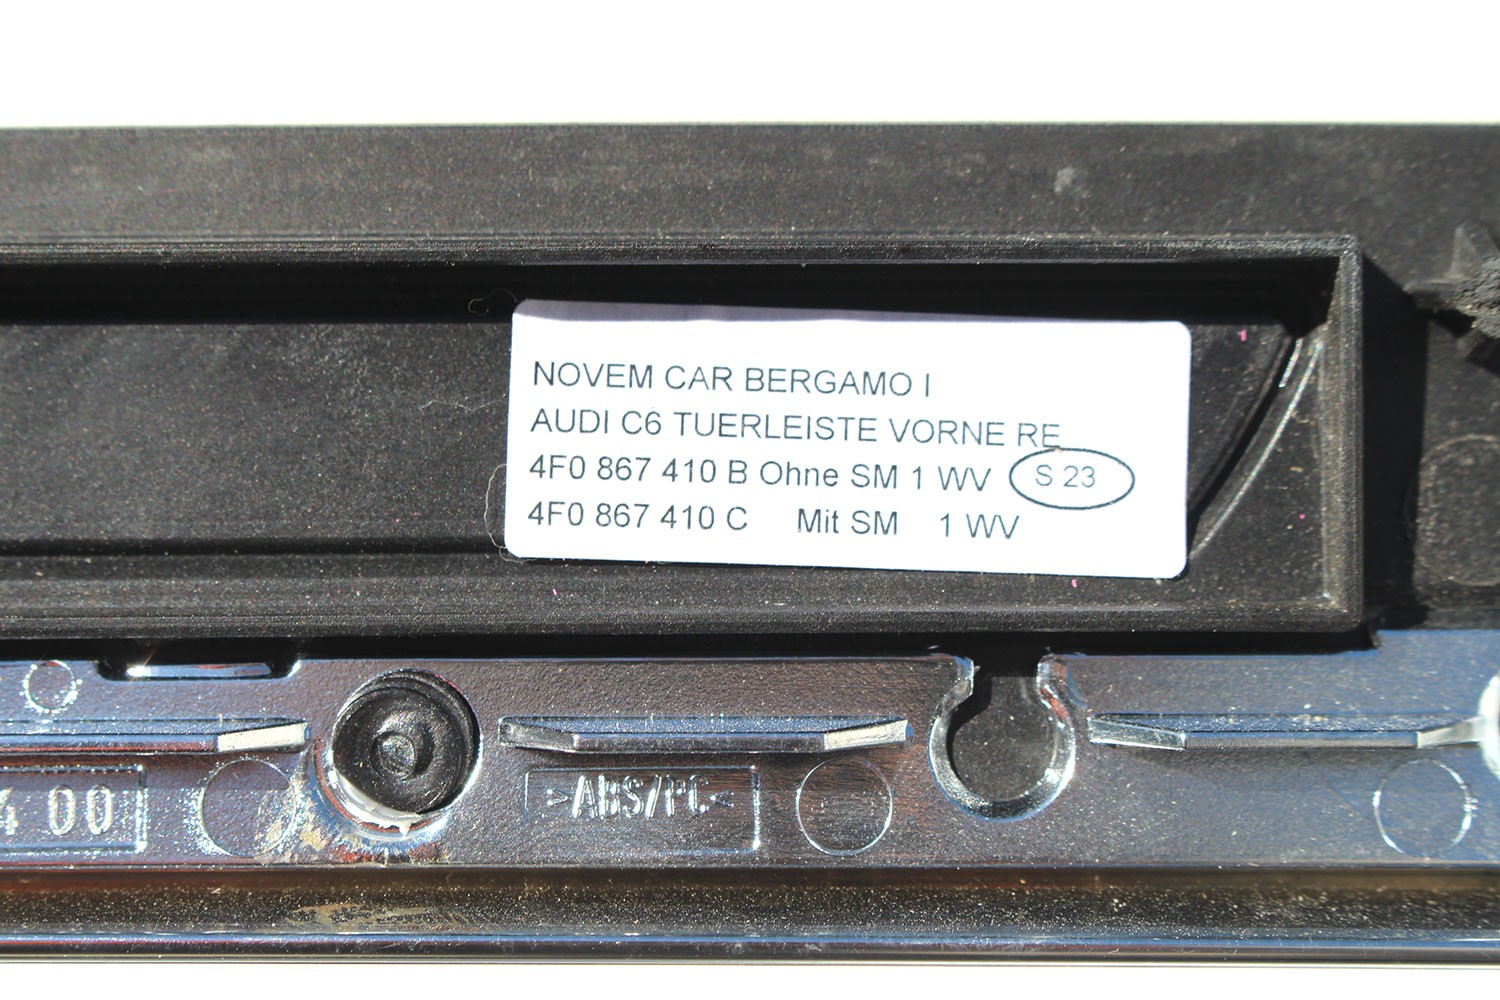 NOVEM CAR BERGAMO I
AUDI C6 TUERLEISTE VORNE RE
4F0 867 410 B Ohne SM 1 WV S 23
4F0 867 410 C Mit SM 1 WV
4 00
>ABS/PC<